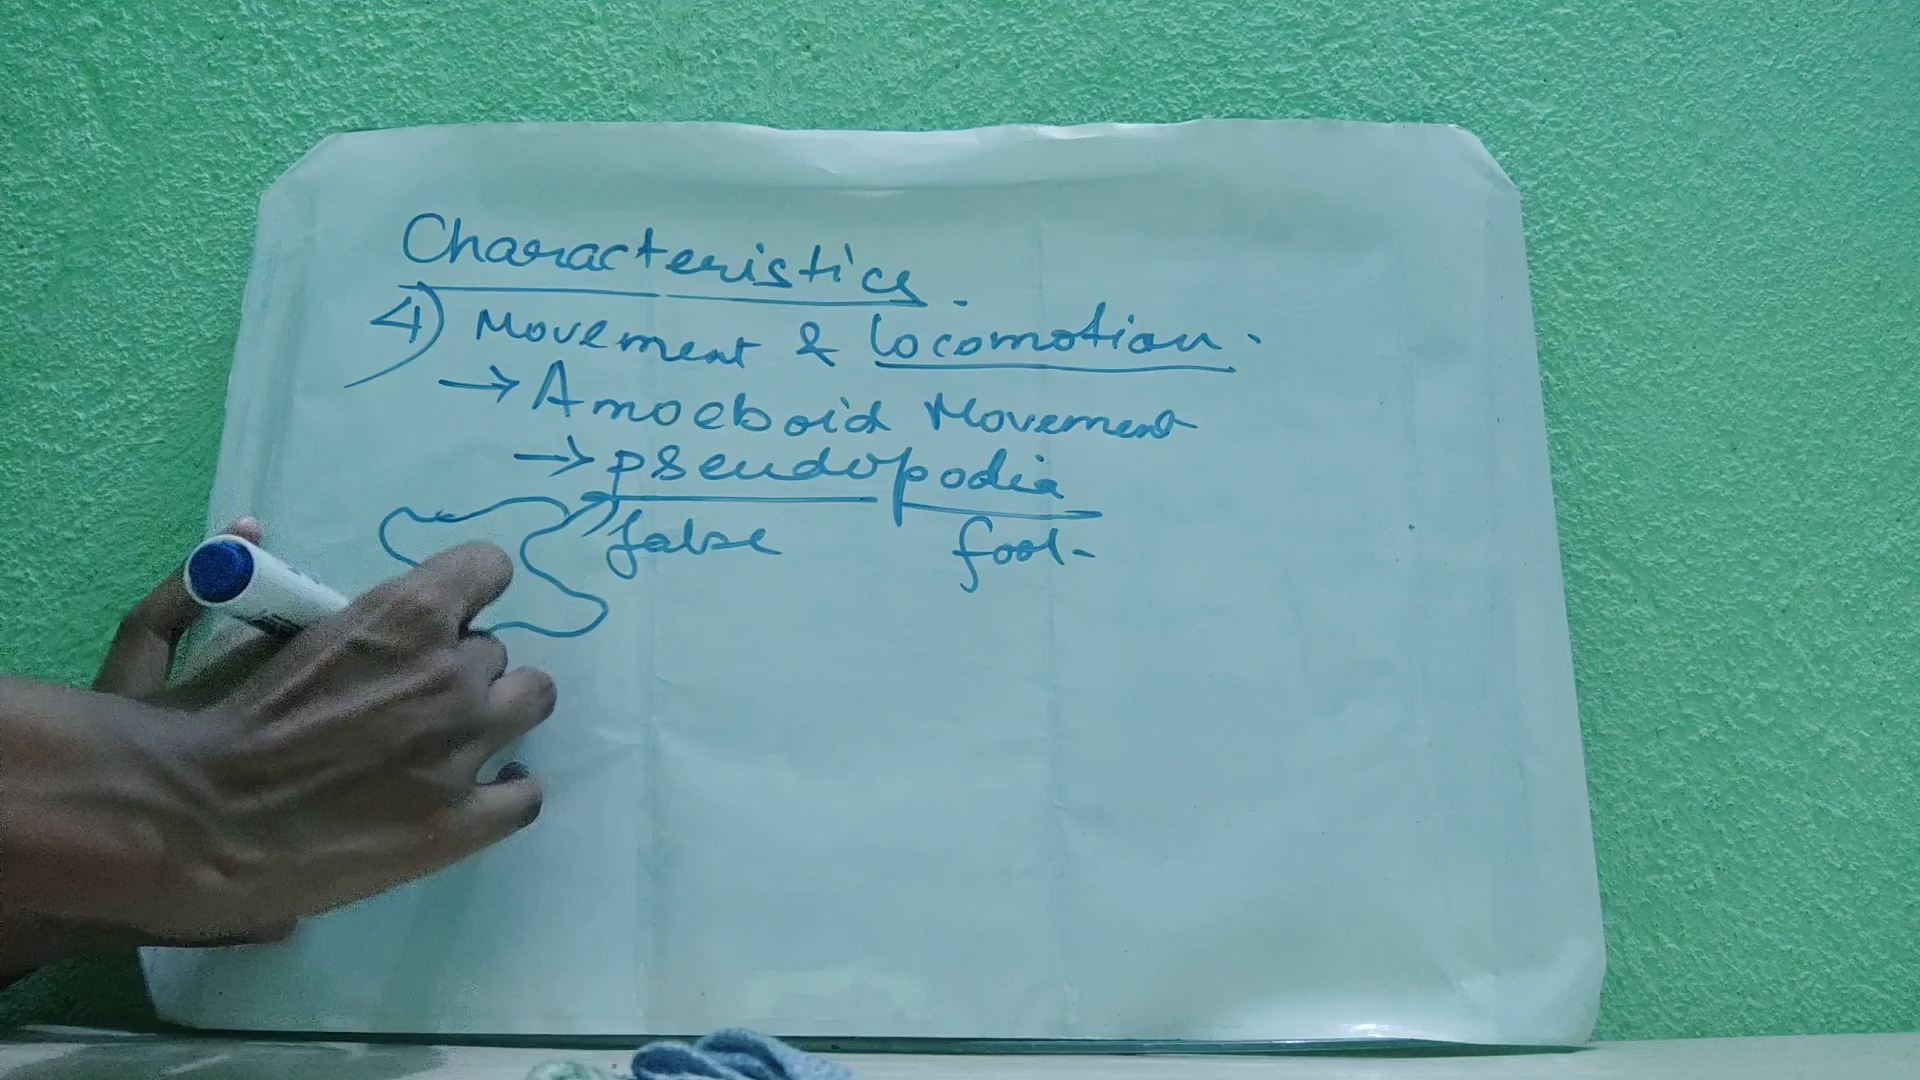 Characteristics.
4) Movement & locomotion.
→ Amoeboid Movement
→ pseudopodia
false foot-